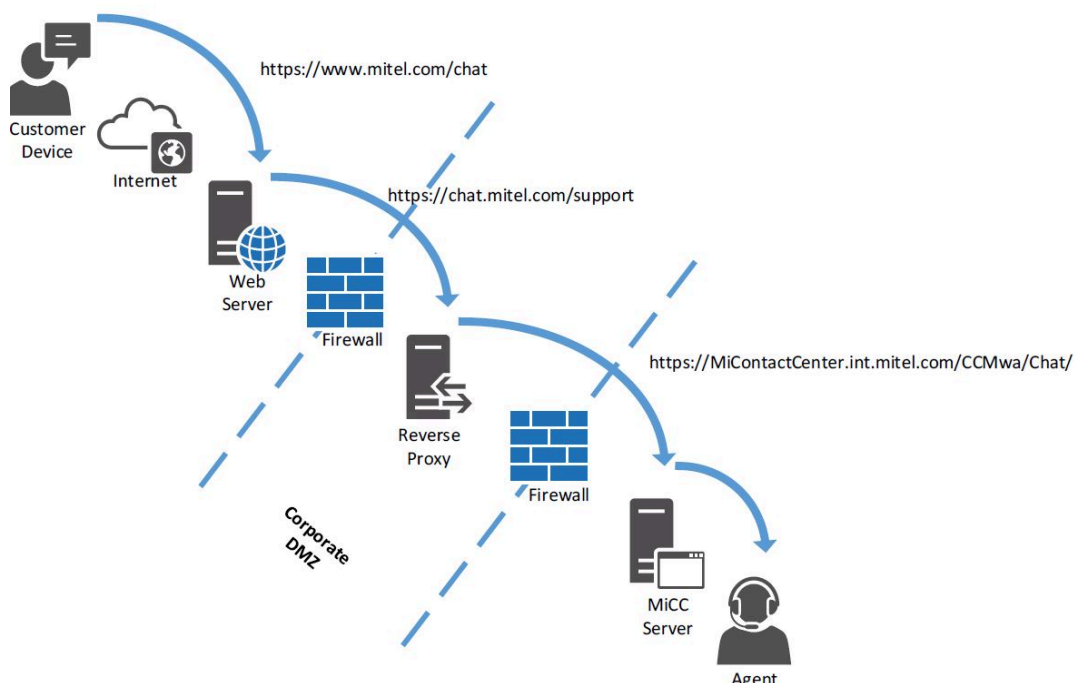 https://www.mitel.com/chat
Customer
Device
Internet
https://chat.mitel.com/support
Web
Server
Firewall
https://MiContactCenter.int.mitel.com/CCMwa/Chat/
Reverse
Proxy
Firewall
Corporate
DMZ
MiCC
Server
Agent